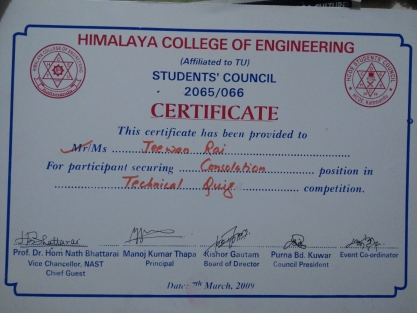 HIMALAYA COLLEGE OF ENGINEERING
(Affiliated to TU)
STUDENTS' COUNCIL
2065/066
CERTIFICATE
This certificate has been provided to
Mr/Ms Jeewan Rai
For participant securing Consolation position in
Technical Quiz competition.
Prof. Dr. Hom Nath Bhattarai
Vice Chancellor, NAST
Chief Guest
Manoj Kumar Thapa
Principal
Kishor Gautam
Board of Director
Purna Bd. Kuwar
Council President
Event Co-ordinator
Date: 7th March, 2009